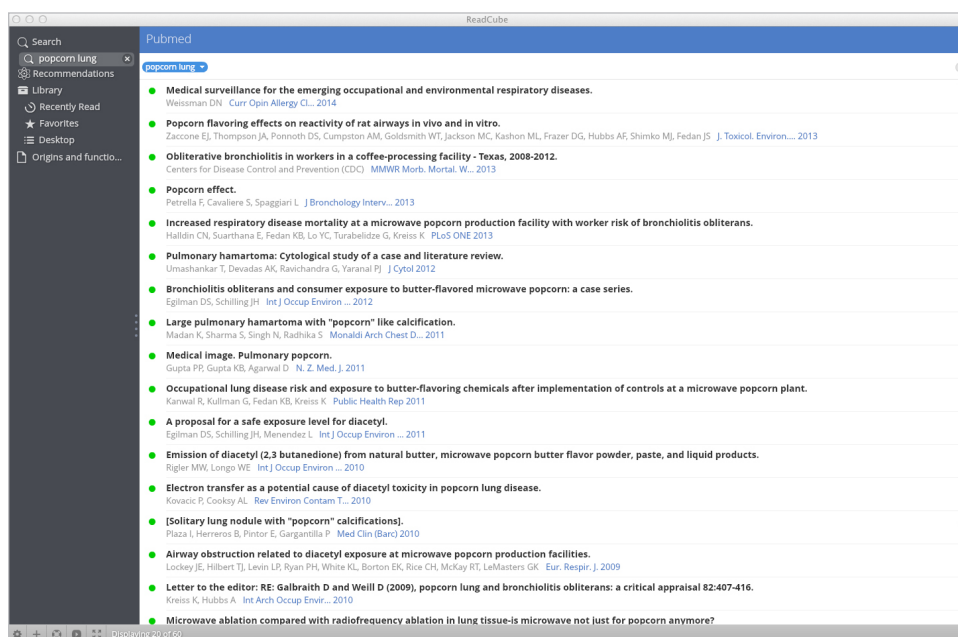 ReadCube
Search
popcorn lung
Recommendations
Library
Recently Read
Favorites
Desktop
Origins and functio...
Pubmed
popcorn lung
Medical surveillance for the emerging occupational and environmental respiratory diseases.
Weissman DN Curr Opin Allergy Cl... 2014
Popcorn flavoring effects on reactivity of rat airways in vivo and in vitro.
Zaccone EJ, Thompson JA, Ponnoth DS, Cumpston AM, Goldsmith WT, Jackson MC, Kashon ML, Frazer DG, Hubbs AF, Shimko MJ, Fedan JS J. Toxicol. Environ.... 2013
Obliterative bronchiolitis in workers in a coffee-processing facility - Texas, 2008-2012.
Centers for Disease Control and Prevention (CDC) MMWR Morb. Mortal. W... 2013
Popcorn effect.
Petrella F, Cavaliere S, Spaggiari L J Bronchology Interv... 2013
Increased respiratory disease mortality at a microwave popcorn production facility with worker risk of bronchiolitis obliterans.
Halldin CN, Suarthana E, Fedan KB, Lo YC, Turabelidze G, Kreiss K PLoS ONE 2013
Pulmonary hamartoma: Cytological study of a case and literature review.
Umashankar T, Devadas AK, Ravichandra G, Yaranal PJ J Cytol 2012
Bronchiolitis obliterans and consumer exposure to butter-flavored microwave popcorn: a case series.
Egilman DS, Schilling JH Int J Occup Environ ... 2012
Large pulmonary hamartoma with "popcorn" like calcification.
Madan K, Sharma S, Singh N, Radhika S Monaldi Arch Chest D... 2011
Medical image. Pulmonary popcorn.
Gupta PP, Gupta KB, Agarwal D N. Z. Med. J. 2011
Occupational lung disease risk and exposure to butter-flavoring chemicals after implementation of controls at a microwave popcorn plant.
Kanwal R, Kullman G, Fedan KB, Kreiss K Public Health Rep 2011
A proposal for a safe exposure level for diacetyl.
Egilman DS, Schilling JH, Menendez L Int J Occup Environ ... 2011
Emission of diacetyl (2,3 butanedione) from natural butter, microwave popcorn butter flavor powder, paste, and liquid products.
Rigler MW, Longo WE Int J Occup Environ ... 2010
Electron transfer as a potential cause of diacetyl toxicity in popcorn lung disease.
Kovacic P, Cooksy AL Rev Environ Contam T... 2010
[Solitary lung nodule with "popcorn" calcifications].
Plaza I, Herreros B, Pintor E, Gargantilla P Med Clin (Barc) 2010
Airway obstruction related to diacetyl exposure at microwave popcorn production facilities.
Lockey JE, Hilbert TJ, Levin LP, Ryan PH, White KL, Borton EK, Rice CH, McKay RT, LeMasters GK Eur. Respir. J. 2009
Letter to the editor: RE: Galbraith D and Weill D (2009), popcorn lung and bronchiolitis obliterans: a critical appraisal 82:407-416.
Kreiss K, Hubbs A Int Arch Occup Envir... 2010
Microwave ablation compared with radiofrequency ablation in lung tissue-is microwave not just for popcorn anymore?
Displaying 20 of 60